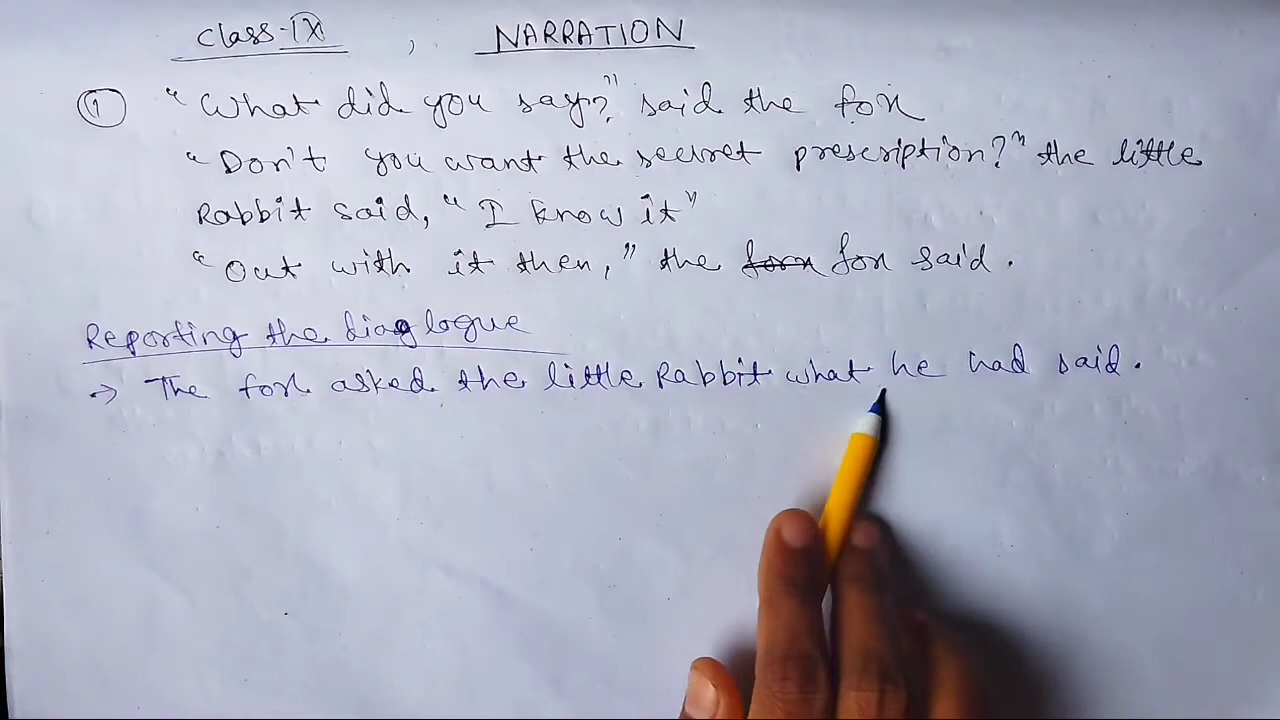 Class-IX , NARRATION
① "What did you say?" said the fox
"Don't you want the secret prescription?" the little
Rabbit said, "I know it"
"Out with it then," the fox said.
Reporting the dialogue
→ The fox asked the little Rabbit what he had said.